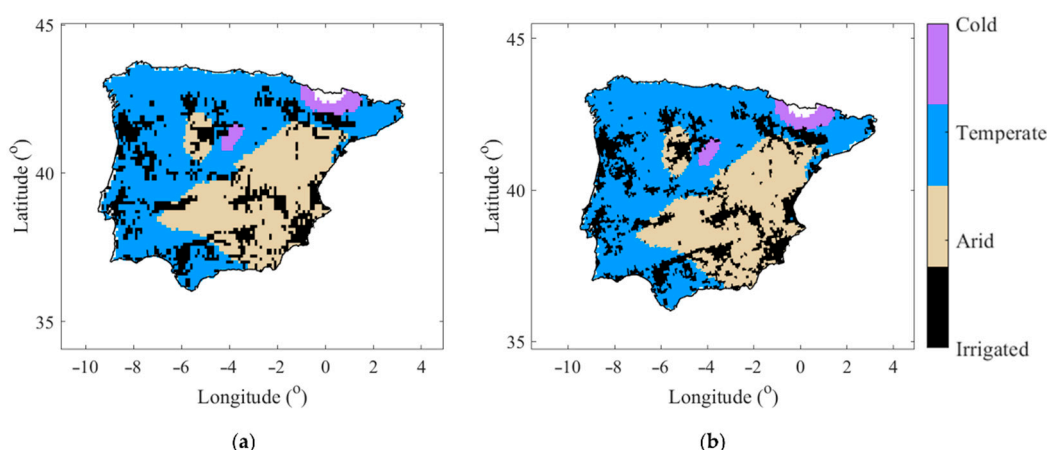 45
40
35
Latitude (°)
−10 −8 −6 −4 −2 0 2 4
Longitude (°)
(a)
45
40
35
Latitude (°)
−10 −8 −6 −4 −2 0 2 4
Longitude (°)
(b)
Cold
Temperate
Arid
Irrigated